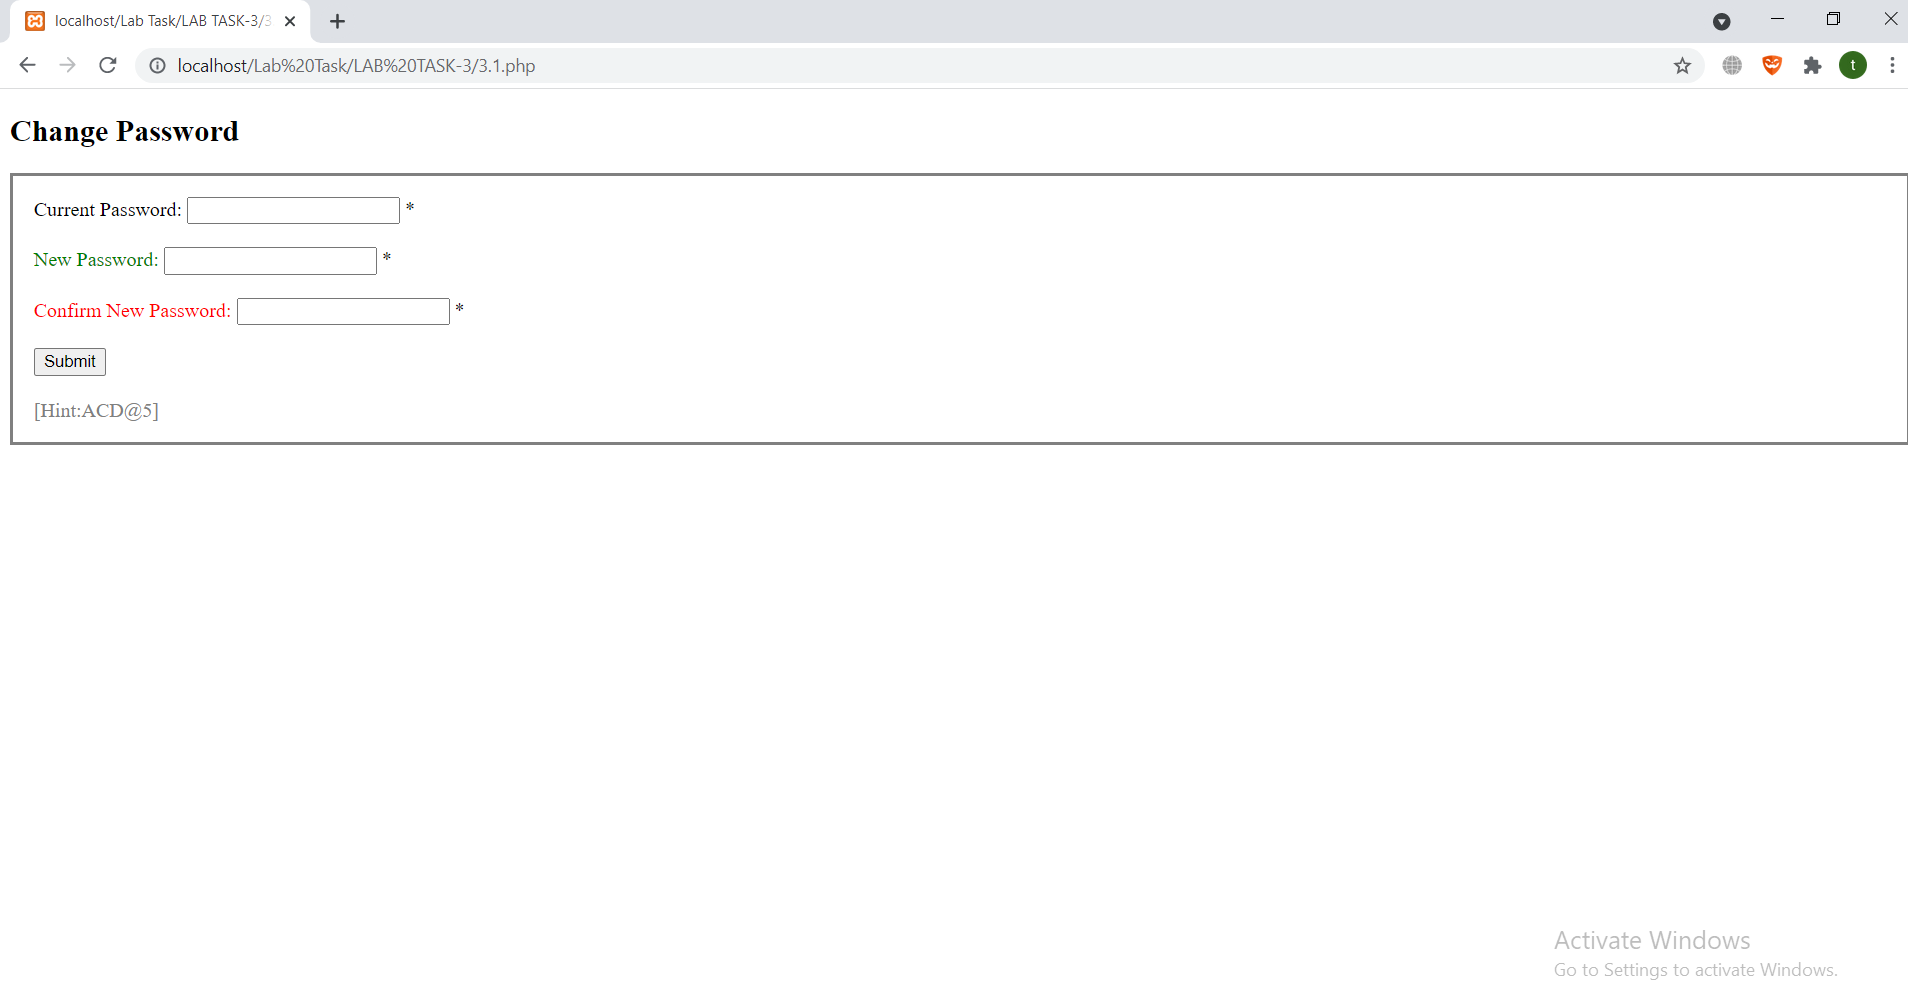 localhost/Lab Task/LAB TASK-3/3
localhost/Lab%20Task/LAB%20TASK-3/3.1.php
t
Change Password
Current Password: *
New Password: *
Confirm New Password: *
Submit
[Hint:ACD@5]
Activate Windows
Go to Settings to activate Windows.